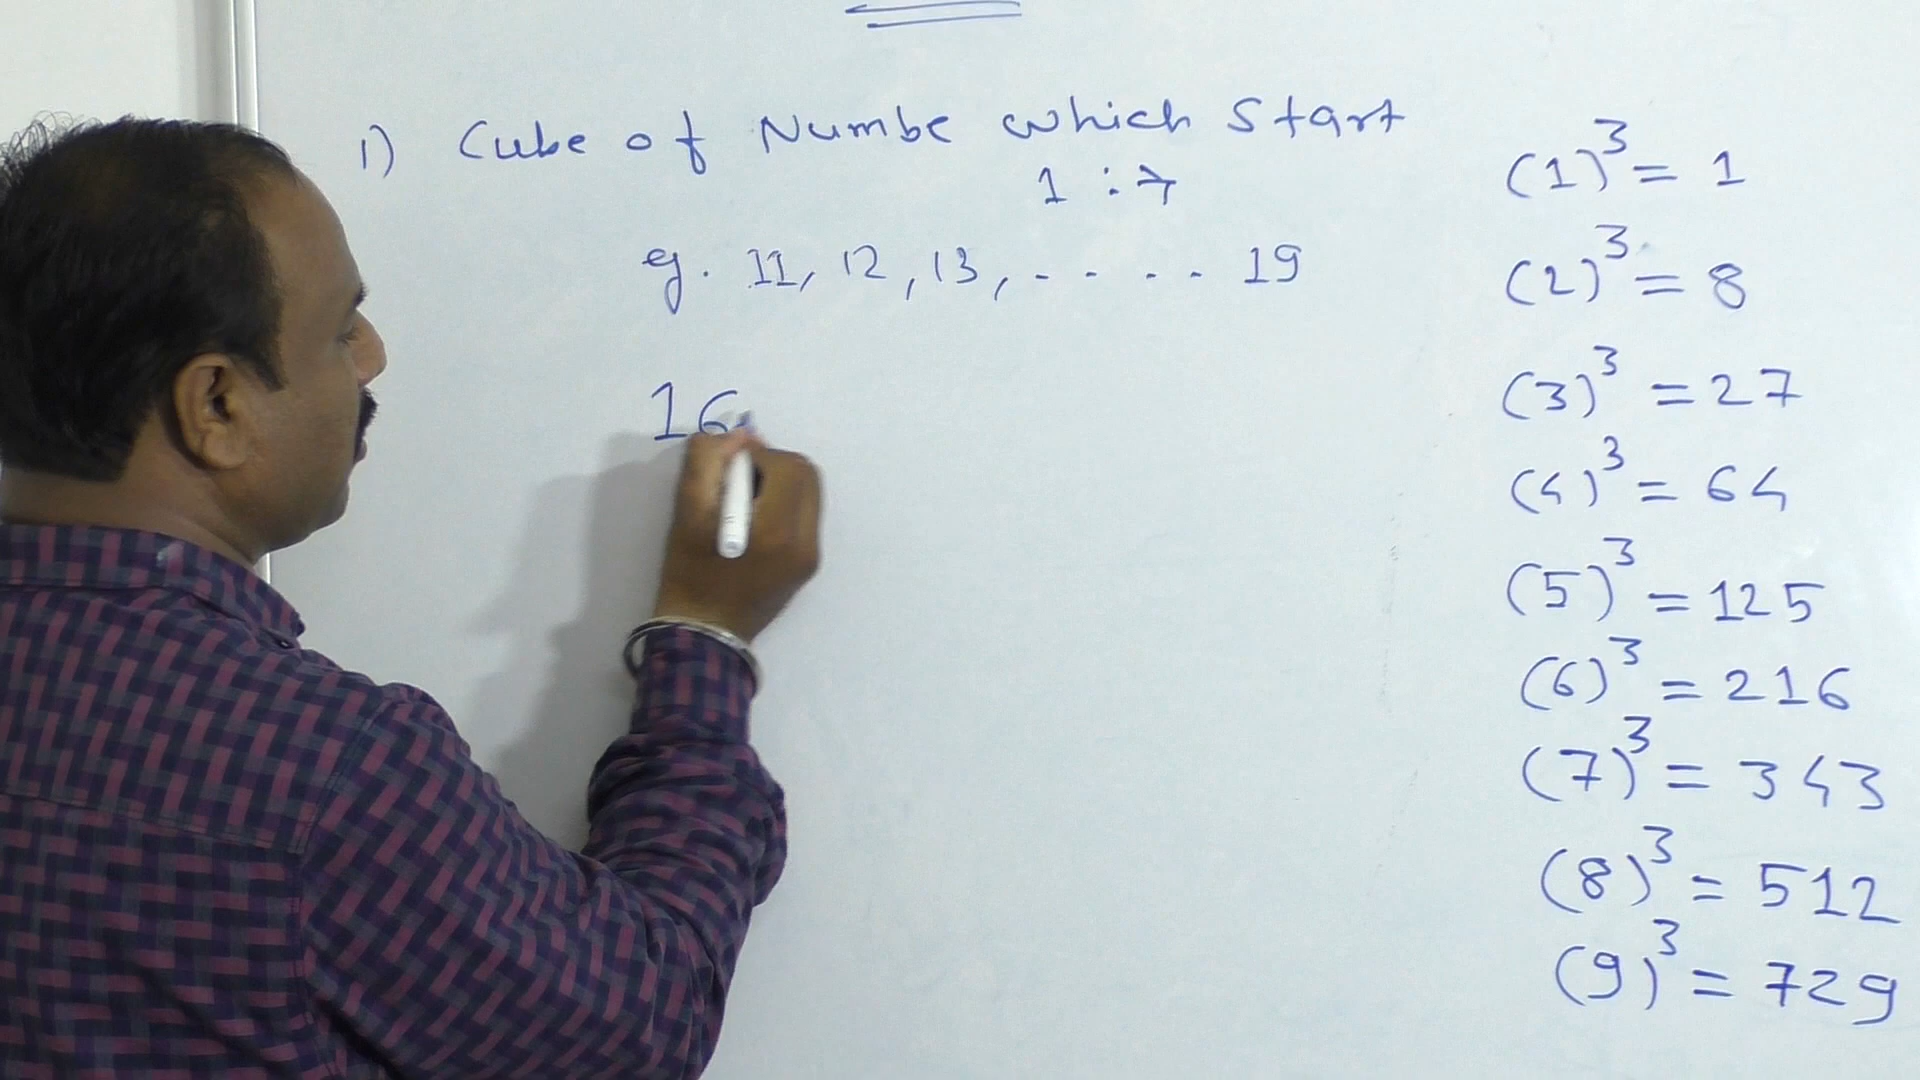 1) Cube of Numbe which Start
1 :→
eg. 11, 12, 13, - - - - 19
16
(1)³ = 1
(2)³ = 8
(3)³ = 27
(4)³ = 64
(5)³ = 125
(6)³ = 216
(7)³ = 343
(8)³ = 512
(9)³ = 729